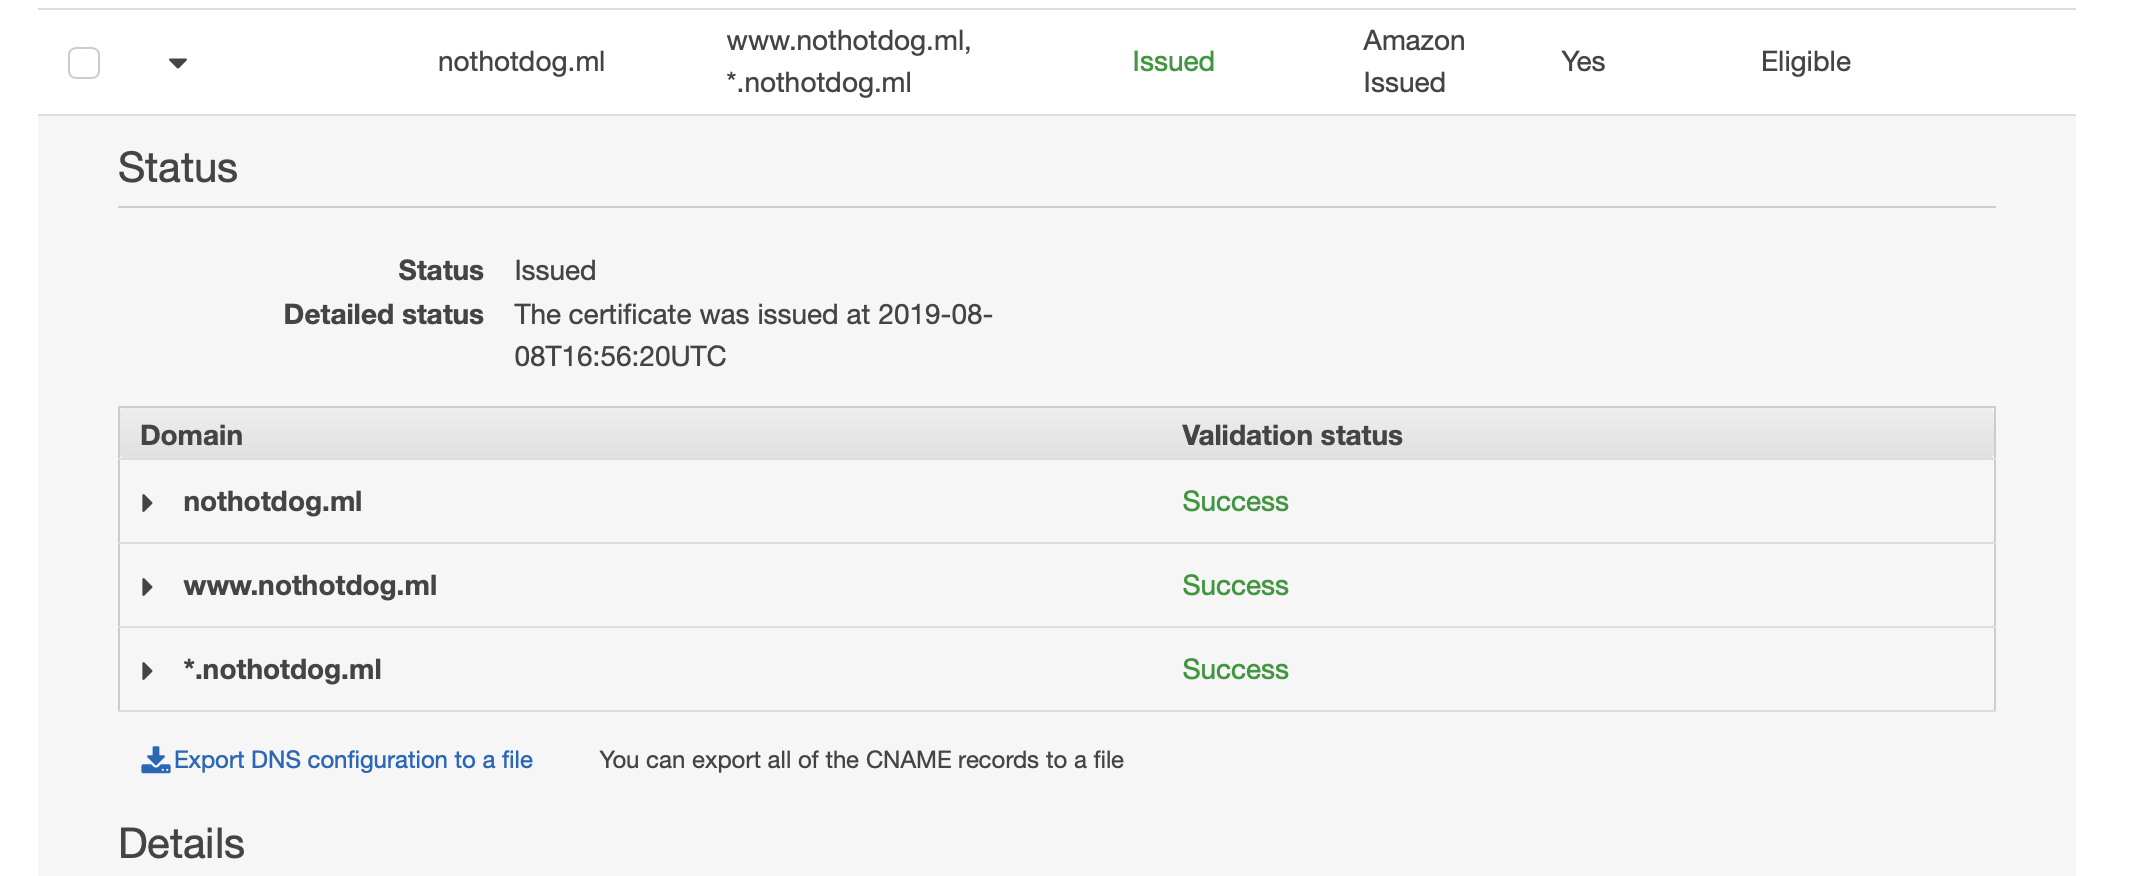 nothotdog.ml www.nothotdog.ml, Issued Amazon Yes Eligible
*.nothotdog.ml Issued
Status
Status Issued
Detailed status The certificate was issued at 2019-08-
08T16:56:20UTC
Domain Validation status
nothotdog.ml Success
www.nothotdog.ml Success
*.nothotdog.ml Success
Export DNS configuration to a file You can export all of the CNAME records to a file
Details